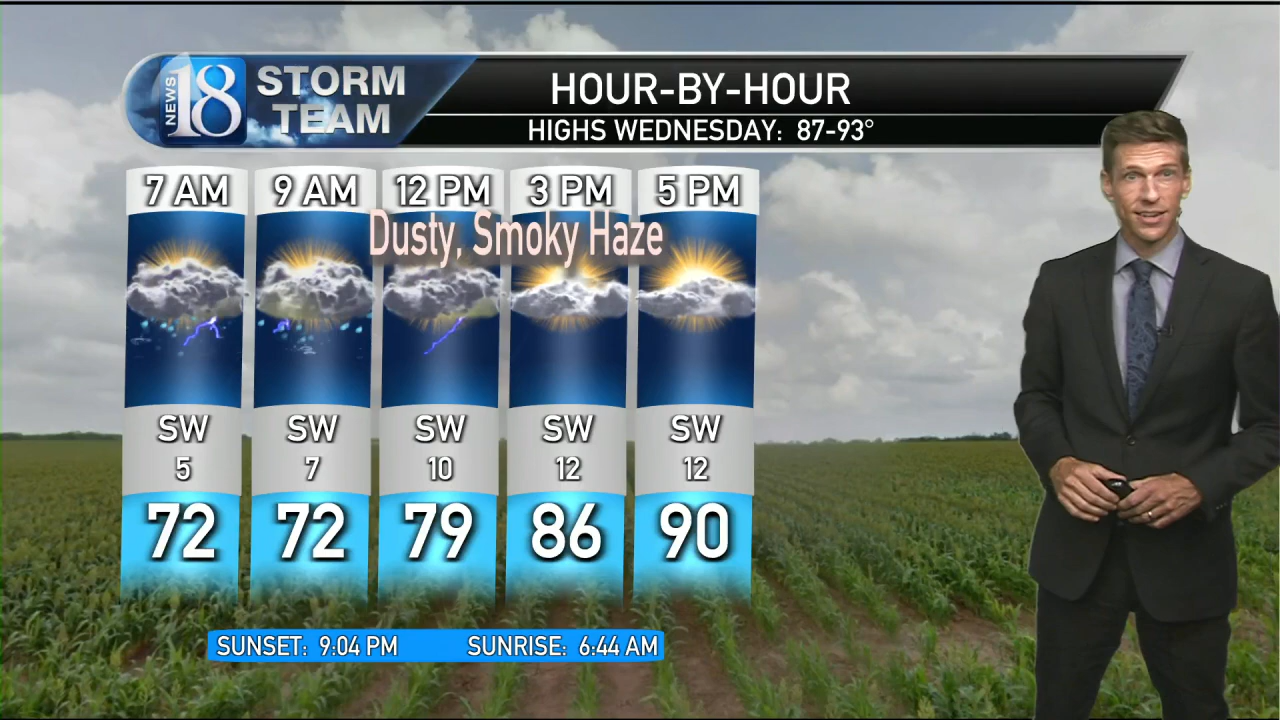 NEWS 18 STORM TEAM
HOUR-BY-HOUR
HIGHS WEDNESDAY: 87-93°
7 AM 9 AM 12 PM 3 PM 5 PM
Dusty, Smoky Haze
SW SW SW SW SW
5 7 10 12 12
72 72 79 86 90
SUNSET: 9:04 PM SUNRISE: 6:44 AM